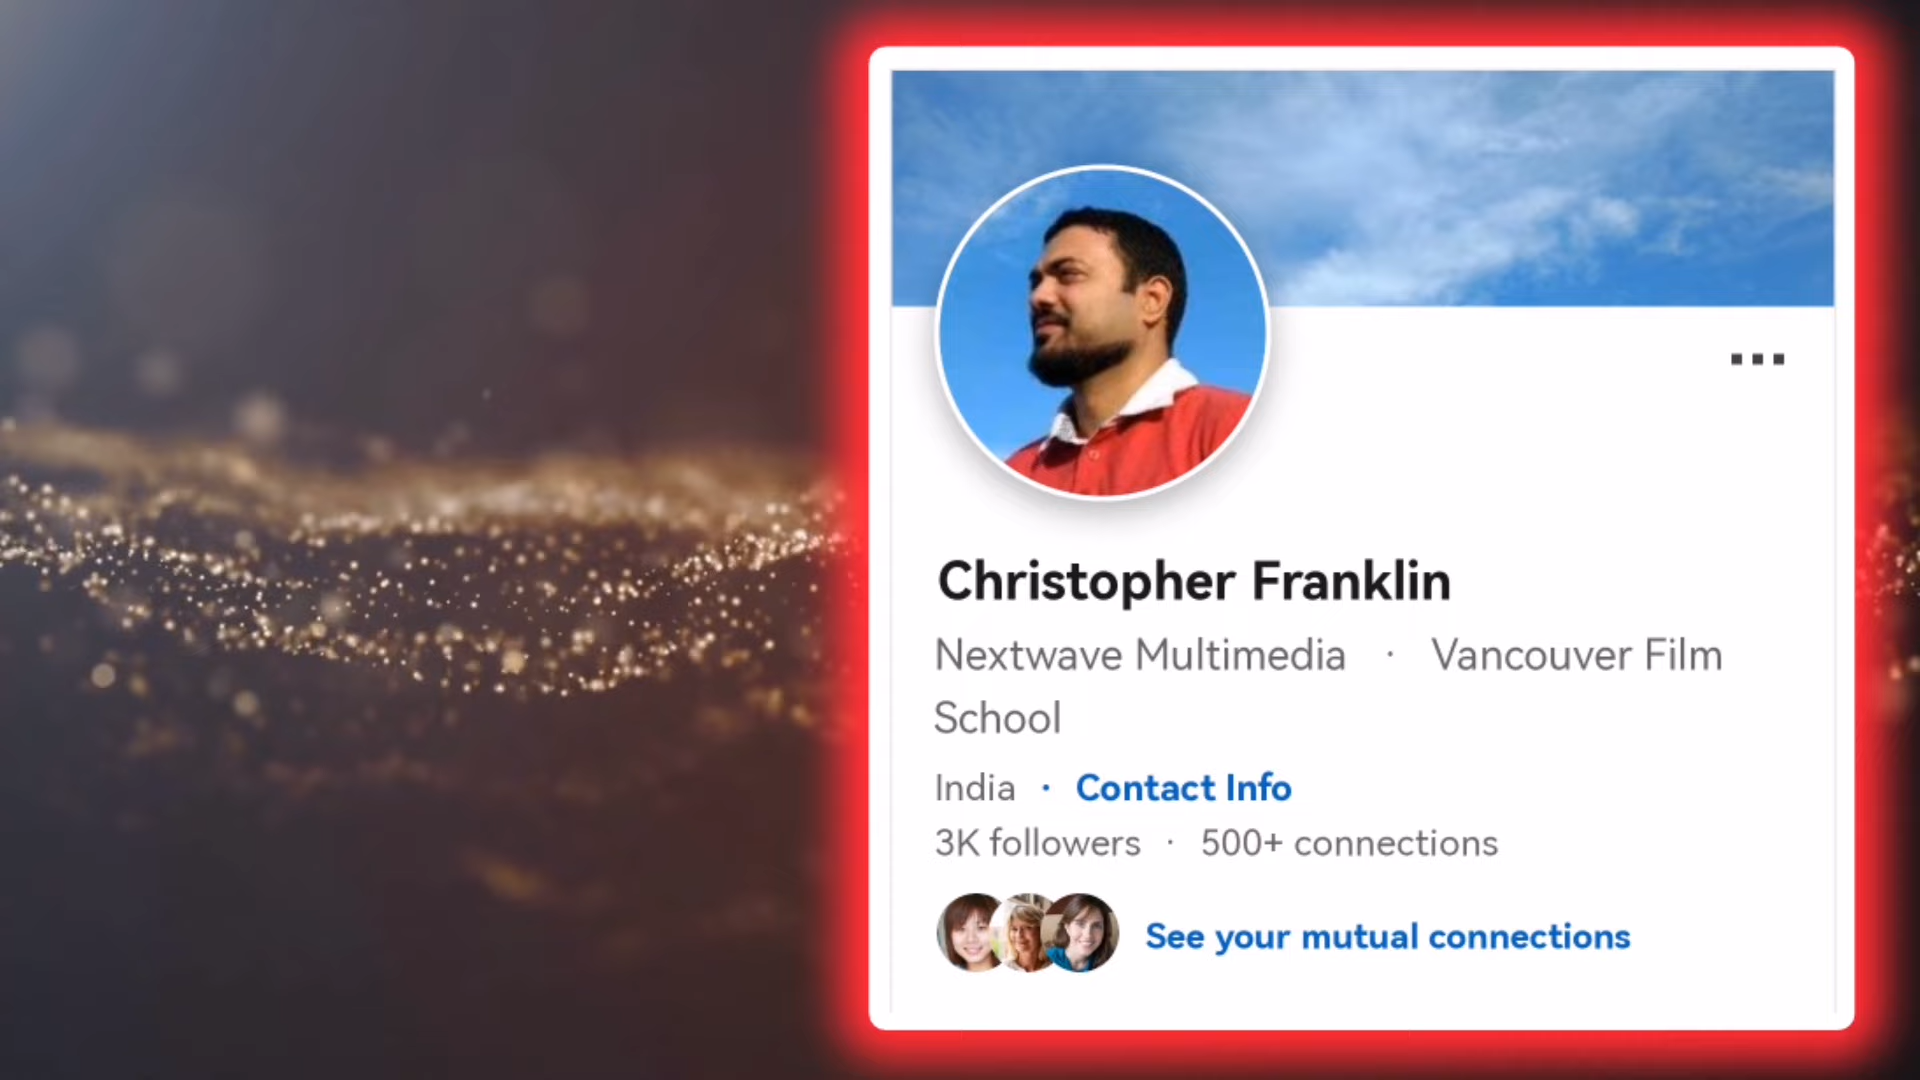 Christopher Franklin
Nextwave Multimedia · Vancouver Film
School
India · Contact Info
3K followers · 500+ connections
See your mutual connections